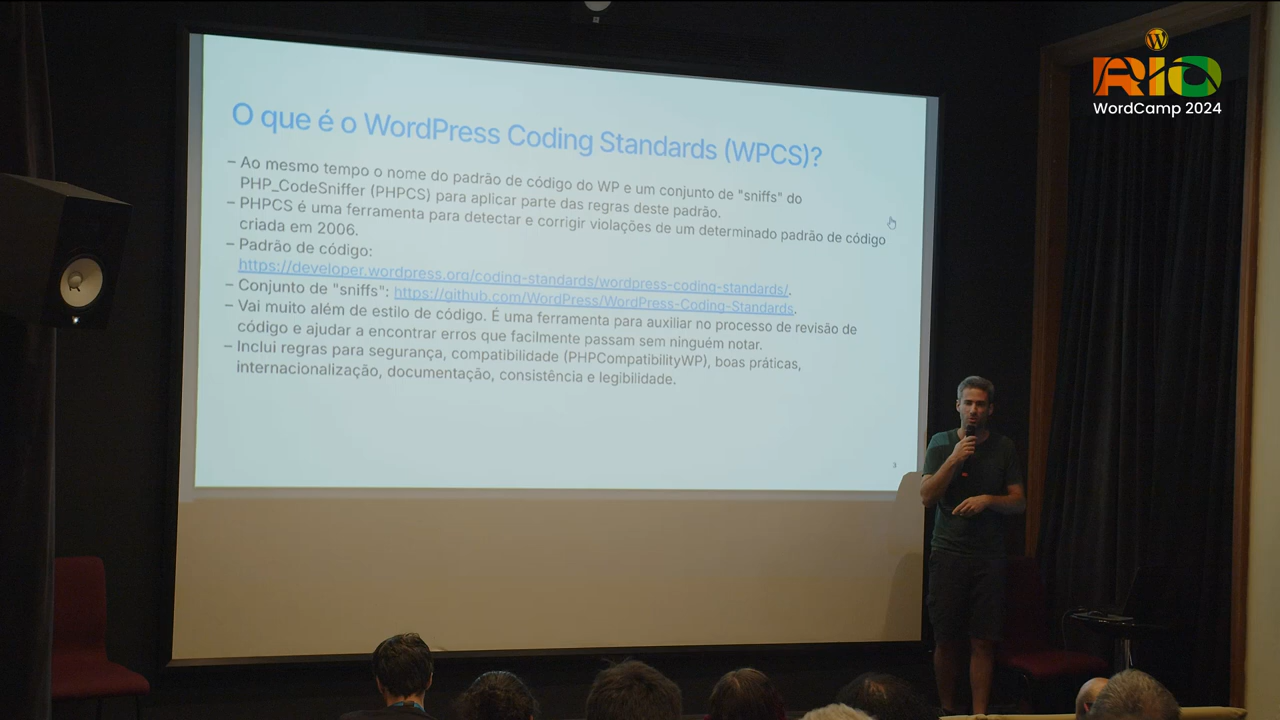 RIO
WordCamp 2024
O que é o WordPress Coding Standards (WPCS)?
– Ao mesmo tempo o nome do padrão de código do WP e um conjunto de "sniffs" do
PHP_CodeSniffer (PHPCS) para aplicar parte das regras deste padrão.
– PHPCS é uma ferramenta para detectar e corrigir violações de um determinado padrão de código
criada em 2006.
– Padrão de código:
https://developer.wordpress.org/coding-standards/wordpress-coding-standards/.
– Conjunto de "sniffs": https://github.com/WordPress/WordPress-Coding-Standards.
– Vai muito além de estilo de código. É uma ferramenta para auxiliar no processo de revisão de
código e ajudar a encontrar erros que facilmente passam sem ninguém notar.
– Inclui regras para segurança, compatibilidade (PHPCompatibilityWP), boas práticas,
internacionalização, documentação, consistência e legibilidade.
3